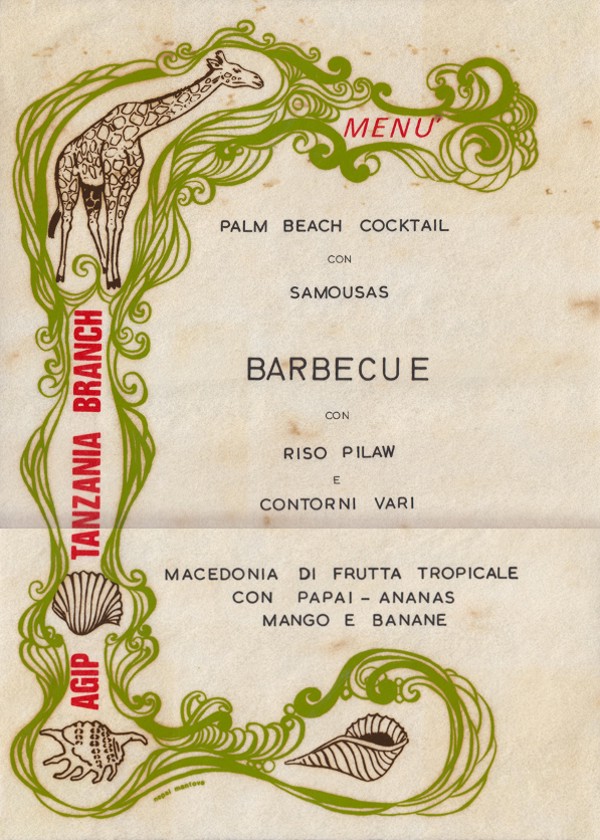 MENU'
PALM BEACH COCKTAIL
CON
SAMOUSAS
BARBECUE
CON
RISO PILAW
E
CONTORNI VARI
MACEDONIA DI FRUTTA TROPICALE
CON PAPAI - ANANAS
MANGO E BANANE
AGIP TANZANIA BRANCH